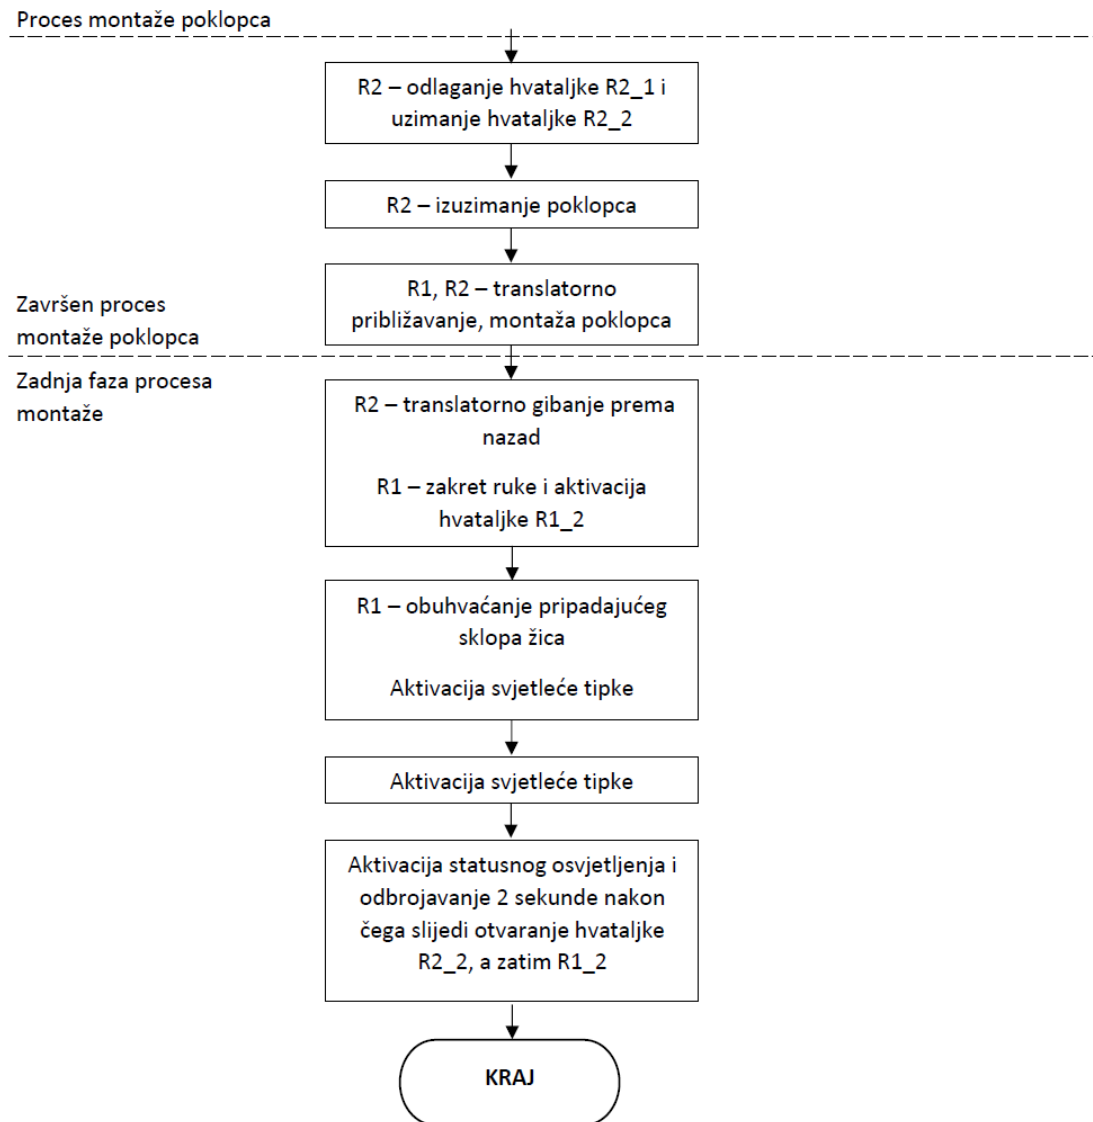 Proces montaže poklopca
R2 – odlaganje hvataljke R2_1 i
uzimanje hvataljke R2_2
R2 – izuzimanje poklopca
R1, R2 – translatorno
približavanje, montaža poklopca
Završen proces
montaže poklopca
Zadnja faza procesa
montaže
R2 – translatorno gibanje prema
nazad
R1 – zakret ruke i aktivacija
hvataljke R1_2
R1 – obuhvaćanje pripadajućeg
sklopa žica
Aktivacija svjetleće tipke
Aktivacija svjetleće tipke
Aktivacija statusnog osvjetljenja i
odbrojavanje 2 sekunde nakon
čega slijedi otvaranje hvataljke
R2_2, a zatim R1_2
KRAJ